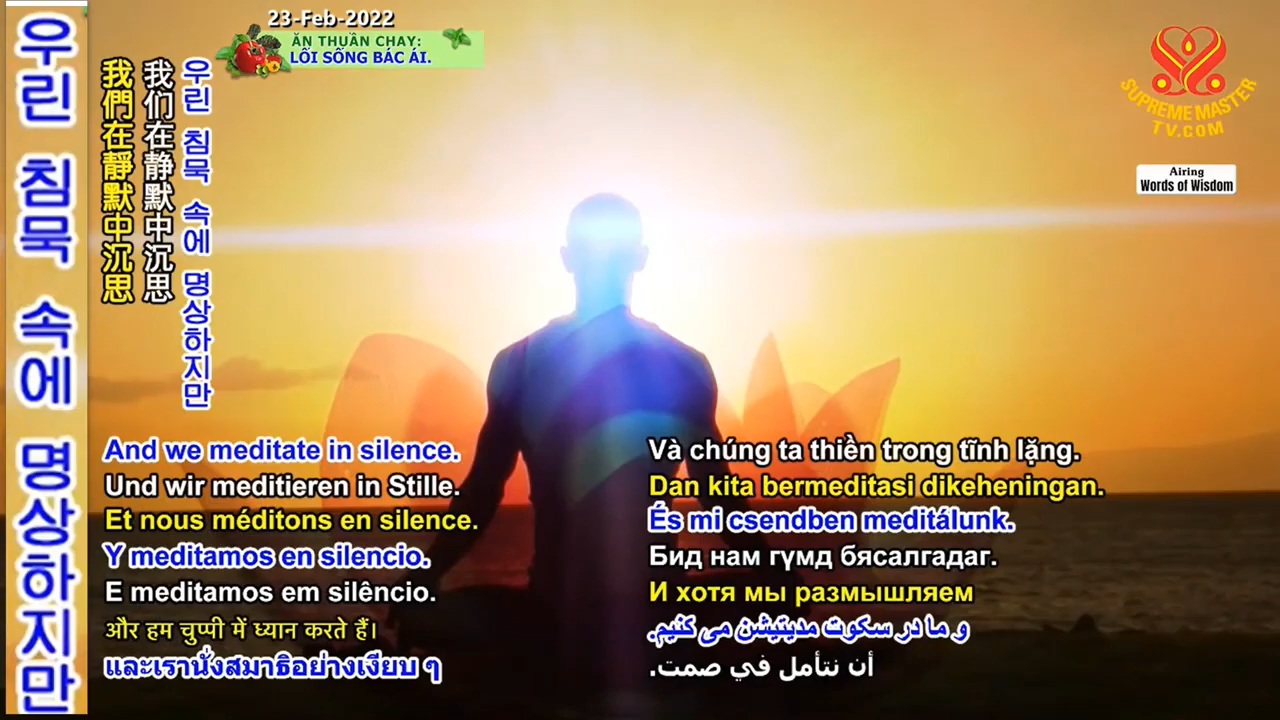 우린 침묵 속에 명상하지만
23-Feb-2022
ĂN THUẦN CHAY:
LỐI SỐNG BÁC ÁI.
我們在靜默中沉思
我们在静默中沉思
우린 침묵 속에 명상하지만
SUPREME MASTER
TV.COM
Airing
Words of Wisdom
And we meditate in silence.
Und wir meditieren in Stille.
Et nous méditons en silence.
Y meditamos en silencio.
E meditamos em silêncio.
और हम चुप्पी में ध्यान करते हैं।
และเรานั่งสมาธิอย่างเงียบ ๆ
Và chúng ta thiền trong tĩnh lặng.
Dan kita bermeditasi dikeheningan.
És mi csendben meditálunk.
Бид нам гүмд бясалгадаг.
И хотя мы размышляем
و ما در سکوت مدیتیشن می کنیم.
أن نتأمل في صمت.